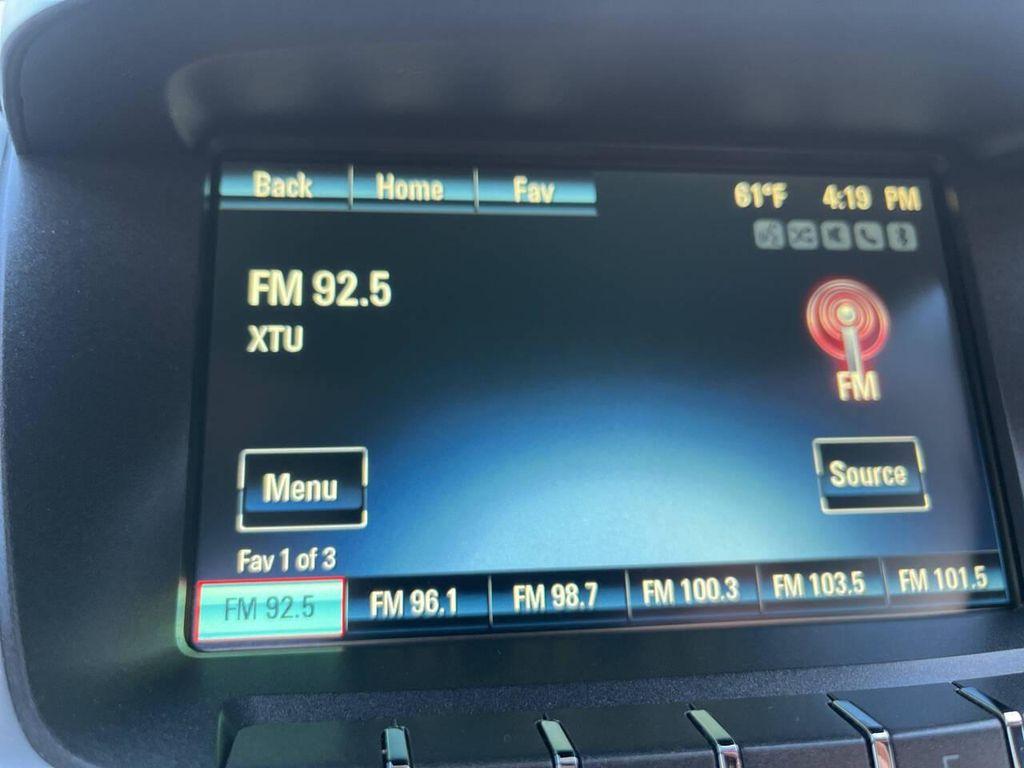 Back Home Fav 61°F 4:19 PM
FM 92.5
XTU
FM
Menu Source
Fav 1 of 3
FM 92.5 FM 96.1 FM 98.7 FM 100.3 FM 103.5 FM 101.5